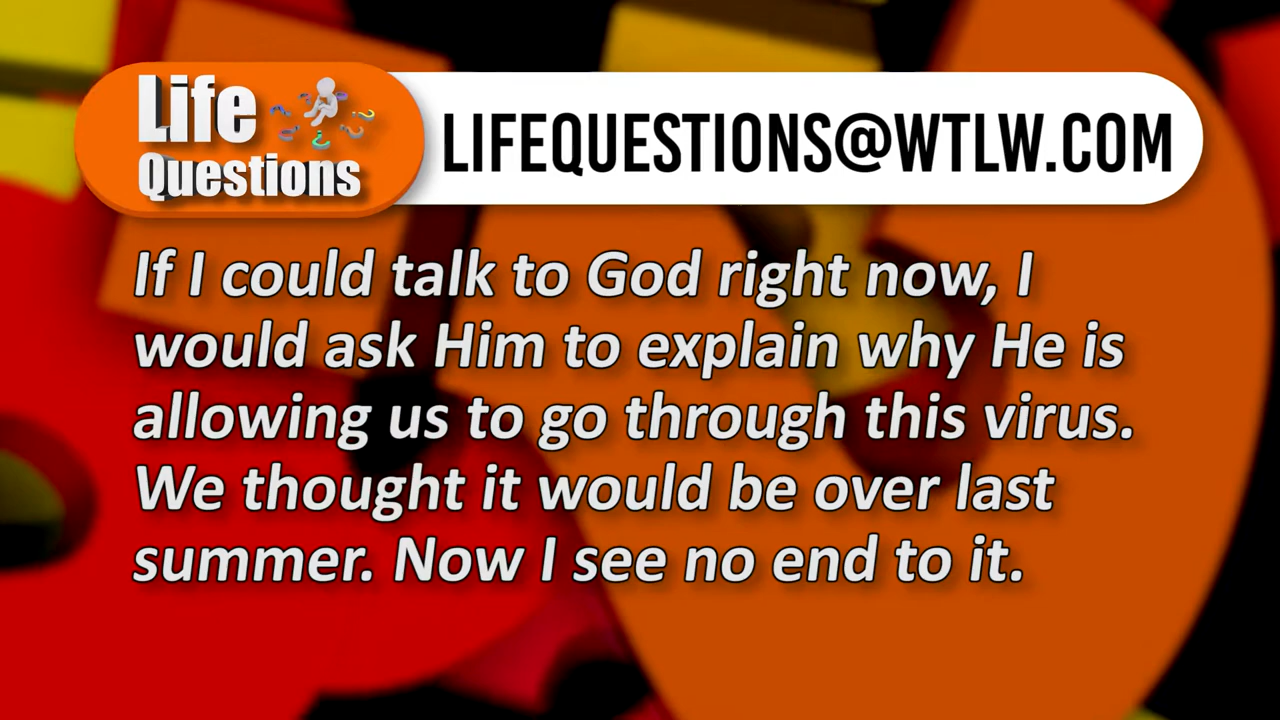 Life
Questions
LIFEQUESTIONS@WTLW.COM
If I could talk to God right now, I
would ask Him to explain why He is
allowing us to go through this virus.
We thought it would be over last
summer. Now I see no end to it.